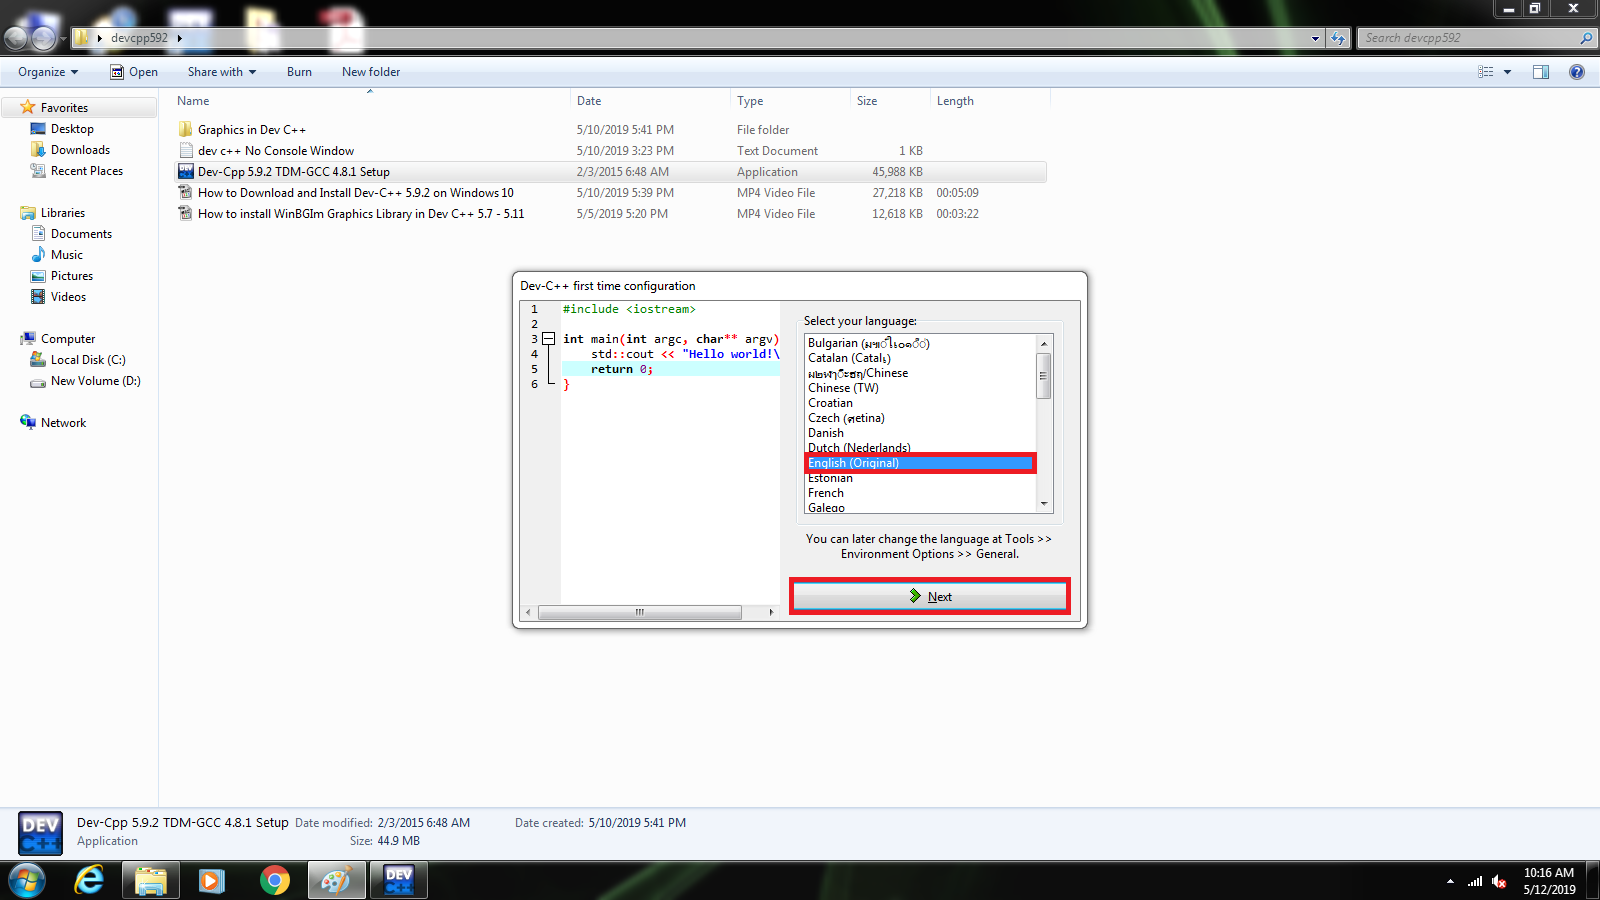 devcpp592
Search devcpp592
Organize Open Share with Burn New folder
Name Date Type Size Length
Favorites
Desktop
Downloads
Recent Places
Libraries
Documents
Music
Pictures
Videos
Computer
Local Disk (C:)
New Volume (D:)
Network
Graphics in Dev C++ 5/10/2019 5:41 PM File folder
dev c++ No Console Window 5/10/2019 3:23 PM Text Document 1 KB
Dev-Cpp 5.9.2 TDM-GCC 4.8.1 Setup 2/3/2015 6:48 AM Application 45,988 KB
How to Download and Install Dev-C++ 5.9.2 on Windows 10 5/10/2019 5:39 PM MP4 Video File 27,218 KB 00:05:09
How to install WinBGIm Graphics Library in Dev C++ 5.7 - 5.11 5/5/2019 5:20 PM MP4 Video File 12,618 KB 00:03:22
Dev-C++ first time configuration
1 #include <iostream>
2
3 int main(int argc, char** argv)
4 std::cout << "Hello world!\
5 return 0;
6 }
Select your language:
Bulgarian
Catalan
/Chinese
Chinese (TW)
Croatian
Czech (ศetina)
Danish
Dutch (Nederlands)
English (Original)
Estonian
French
Galego
You can later change the language at Tools >>
Environment Options >> General.
Next
DEV C++
Dev-Cpp 5.9.2 TDM-GCC 4.8.1 Setup Date modified: 2/3/2015 6:48 AM Date created: 5/10/2019 5:41 PM
Application Size: 44.9 MB
DEV C++
10:16 AM
5/12/2019